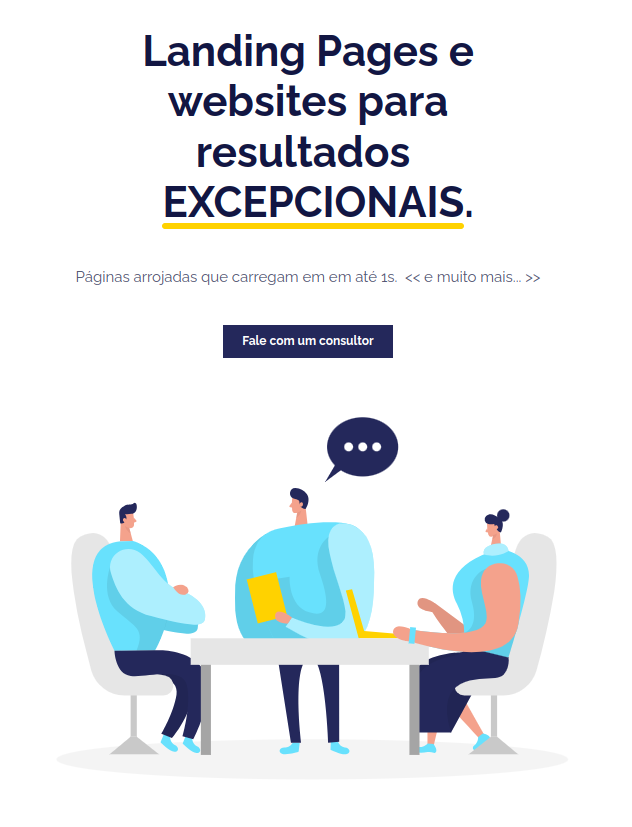 Landing Pages e
websites para
resultados
EXCEPCIONAIS.
Páginas arrojadas que carregam em em até 1s. << e muito mais... >>
Fale com um consultor